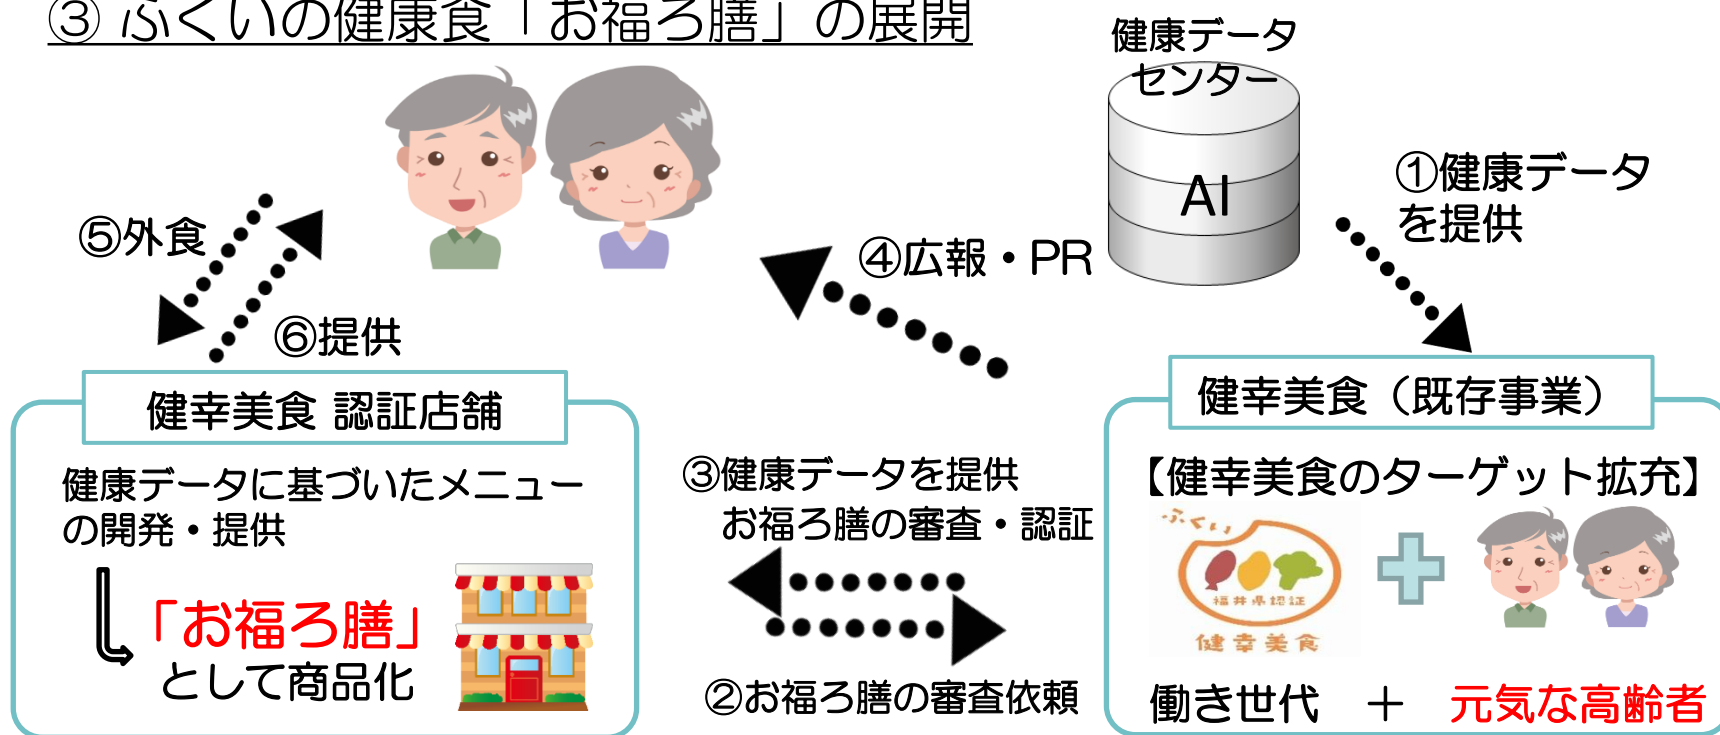 ③ ふくいの健康食「お福ろ膳」の展開
健康データ
センター
AI
①健康データ
を提供
④広報・PR
⑤外食
⑥提供
健幸美食 認証店舗
健康データに基づいたメニュー
の開発・提供
「お福ろ膳」
として商品化
③健康データを提供
お福ろ膳の審査・認証
②お福ろ膳の審査依頼
健幸美食（既存事業）
【健幸美食のターゲット拡充】
ふくい
福井県認証
健幸美食
働き世代 ＋ 元気な高齢者